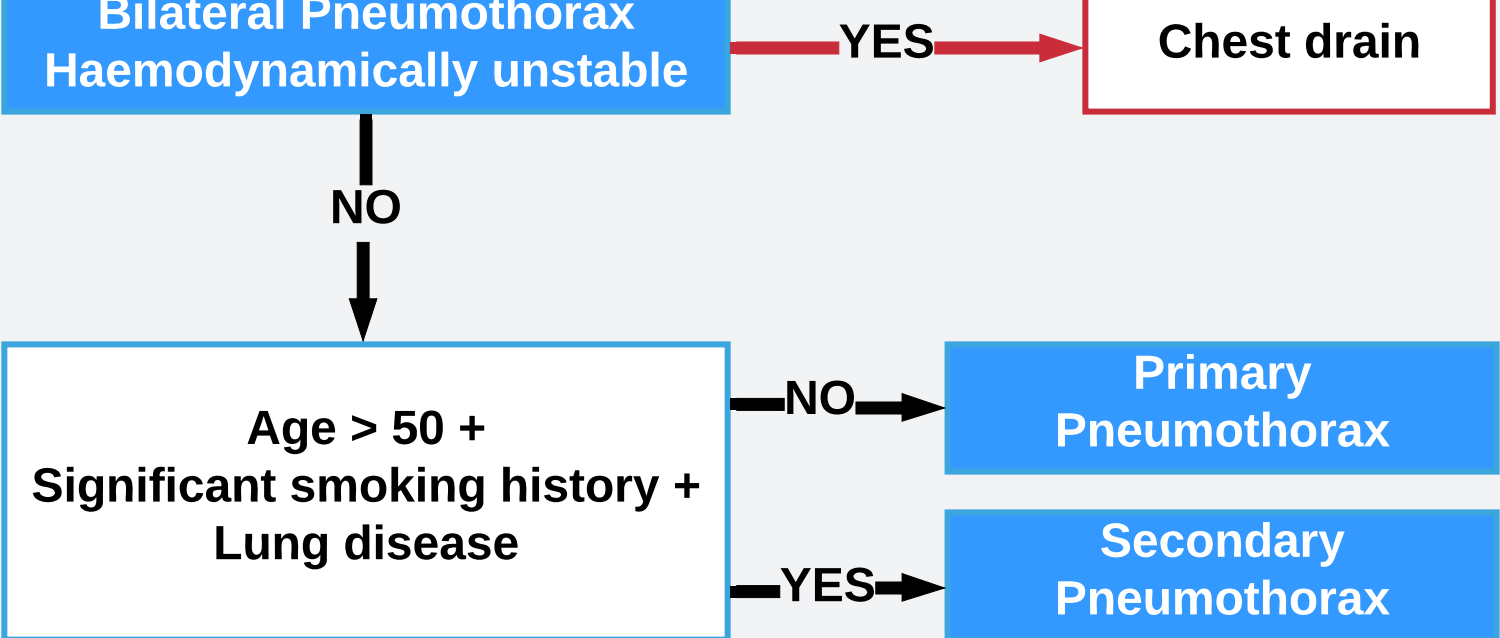 Bilateral Pneumothorax
Haemodynamically unstable
YES
Chest drain
NO
Age > 50 +
Significant smoking history +
Lung disease
NO
Primary
Pneumothorax
YES
Secondary
Pneumothorax